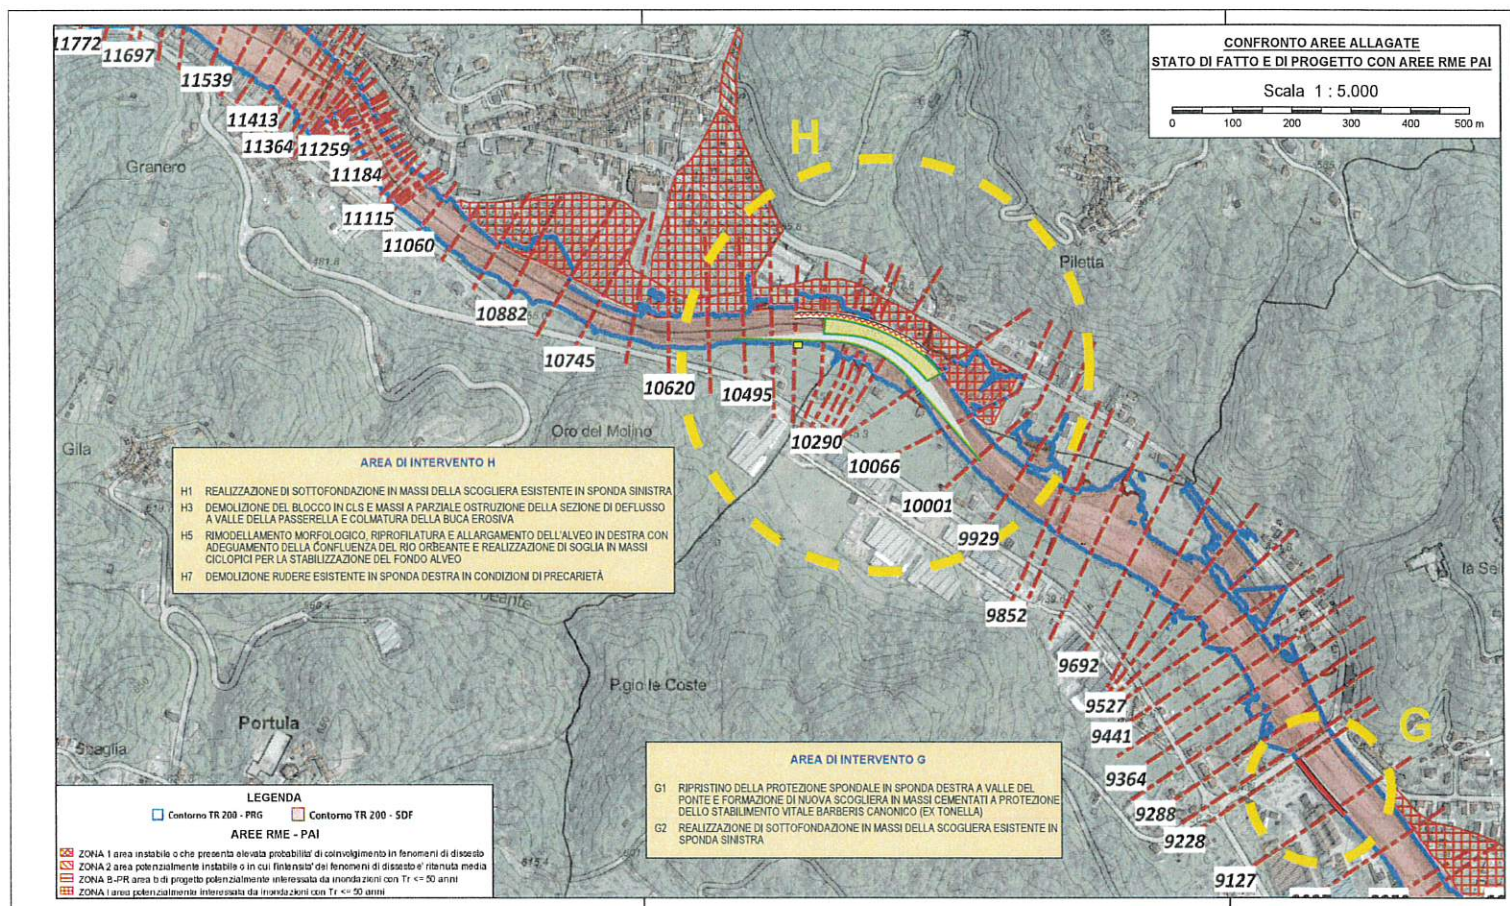 CONFRONTO AREE ALLAGATE
STATO DI FATTO E DI PROGETTO CON AREE RME PAI
Scala 1 : 5.000
0 100 200 300 400 500 m
11772
11697
11539
11413
11364
11259
11184
11115
11060
10882
10745
10620
10495
10290
10066
10001
9929
9852
9692
9527
9441
9364
9288
9228
9127
H
G
Granero
Piletta
Gila
Oro del Molino
P.gio le Coste
Portula
la Sel
AREA DI INTERVENTO H
H1 REALIZZAZIONE DI SOTTOFONDAZIONE IN MASSI DELLA SCOGLIERA ESISTENTE IN SPONDA SINISTRA
H3 DEMOLIZIONE DEL BLOCCO IN CLS E MASSI A PARZIALE OSTRUZIONE DELLA SEZIONE DI DEFLUSSO
A VALLE DELLA PASSERELLA E COLMATURA DELLA BUCA EROSIVA
H5 RIMODELLAMENTO MORFOLOGICO, RIPROFILATURA E ALLARGAMENTO DELL'ALVEO IN DESTRA CON
ADEGUAMENTO DELLA CONFLUENZA DEL RIO ORBEANTE E REALIZZAZIONE DI SOGLIA IN MASSI
CICLOPICI PER LA STABILIZZAZIONE DEL FONDO ALVEO
H7 DEMOLIZIONE RUDERE ESISTENTE IN SPONDA DESTRA IN CONDIZIONI DI PRECARIETÀ
AREA DI INTERVENTO G
G1 RIPRISTINO DELLA PROTEZIONE SPONDALE IN SPONDA DESTRA A VALLE DEL
PONTE E FORMAZIONE DI NUOVA SCOGLIERA IN MASSI CEMENTATI A PROTEZIONE
DELLO STABILIMENTO VITALE BARBERIS CANONICO (EX TONELLA)
G2 REALIZZAZIONE DI SOTTOFONDAZIONE IN MASSI DELLA SCOGLIERA ESISTENTE IN
SPONDA SINISTRA
LEGENDA
Contorno TR 200 - PRG Contorno TR 200 - SDF
AREE RME - PAI
ZONA 1 area instabile o che presenta elevata probabilita' di coinvolgimento in fenomeni di dissesto
ZONA 2 area potenzialmente instabile o in cui l'intensita' dei fenomeni di dissesto e' ritenuta media
ZONA B-PR area b di progetto potenzialmente interessata da inondazioni con Tr <= 50 anni
ZONA I area potenzialmente interessata da inondazioni con Tr <= 50 anni